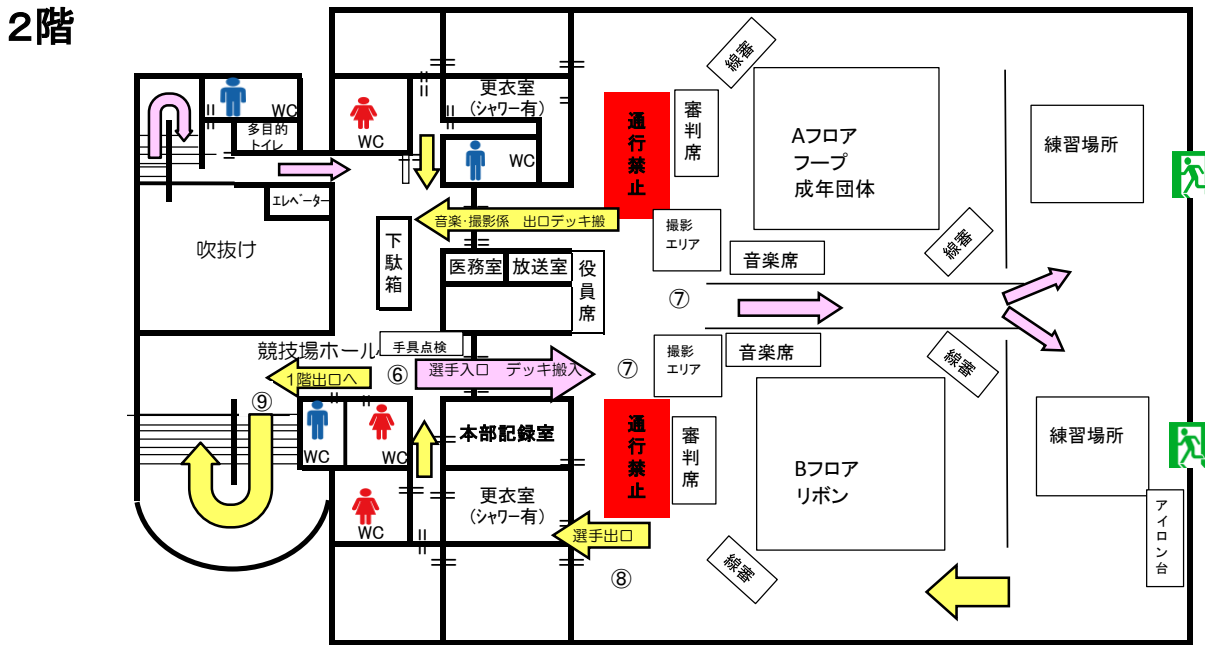 2階
線審
更衣室
(シャワー有)
WC
多目的
トイレ
WC
WC
通行禁止
審判席
Aフロア
フープ
成年団体
練習場所
エレベーター
吹抜け
下駄箱
音楽・撮影係 出口デッキ搬
撮影
エリア
音楽席
線審
医務室
放送室
役員席
⑦
競技場ホール
手具点検
1階出口へ
⑥
選手入口 デッキ搬入
⑦
撮影
エリア
音楽席
線審
⑨
WC
WC
本部記録室
通行禁止
審判席
Bフロア
リボン
練習場所
WC
更衣室
(シャワー有)
選手出口
⑧
線審
アイロン台